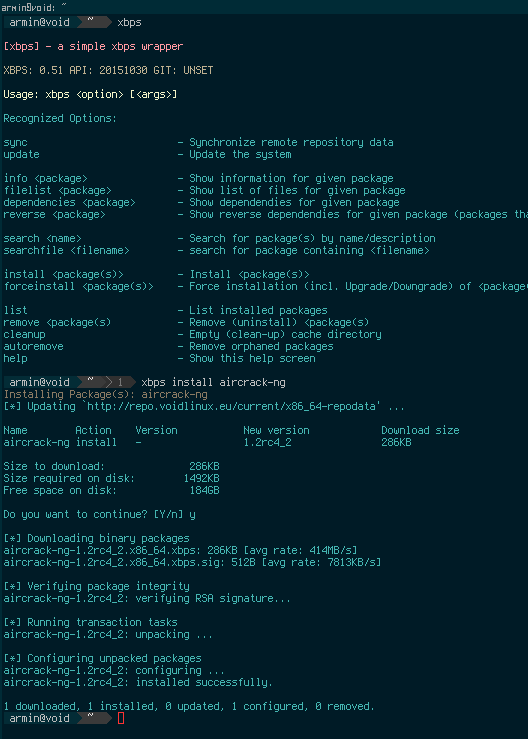 armin@void: ~
armin@void ~ xbps
[xbps] - a simple xbps wrapper
XBPS: 0.51 API: 20151030 GIT: UNSET
Usage: xbps <option> [<args>]
Recognized Options:
sync - Synchronize remote repository data
update - Update the system
info <package> - Show information for given package
filelist <package> - Show list of files for given package
dependencies <package> - Show dependendies for given package
reverse <package> - Show reverse dependendies for given package (packages tha
search <name> - Search for package(s) by name/description
searchfile <filename> - search for package containing <filename>
install <package(s)> - Install <package(s)>
forceinstall <package(s)> - Force installation (incl. Upgrade/Downgrade) of <package(
list - List installed packages
remove <package(s) - Remove (uninstall) <package(s)
cleanup - Empty (clean-up) cache directory
autoremove - Remove orphaned packages
help - Show this help screen
armin@void ~ 1 xbps install aircrack-ng
Installing Package(s): aircrack-ng
[*] Updating `http://repo.voidlinux.eu/current/x86_64-repodata' ...
Name Action Version New version Download size
aircrack-ng install - 1.2rc4_2 286KB
Size to download: 286KB
Size required on disk: 1492KB
Free space on disk: 184GB
Do you want to continue? [Y/n] y
[*] Downloading binary packages
aircrack-ng-1.2rc4_2.x86_64.xbps: 286KB [avg rate: 414MB/s]
aircrack-ng-1.2rc4_2.x86_64.xbps.sig: 512B [avg rate: 7813KB/s]
[*] Verifying package integrity
aircrack-ng-1.2rc4_2: verifying RSA signature...
[*] Running transaction tasks
aircrack-ng-1.2rc4_2: unpacking ...
[*] Configuring unpacked packages
aircrack-ng-1.2rc4_2: configuring ...
aircrack-ng-1.2rc4_2: installed successfully.
1 downloaded, 1 installed, 0 updated, 1 configured, 0 removed.
armin@void ~